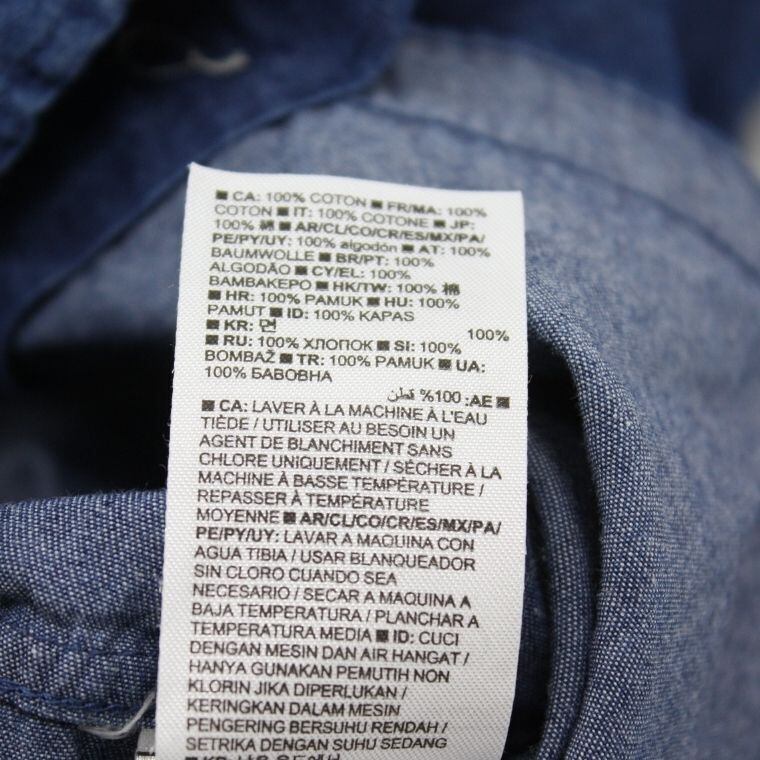 ■ CA: 100% COTON ■ FR/MA: 100%
COTON ■ IT: 100% COTONE ■ JP:
100% 綿 ■ AR/CL/CO/CR/ES/MX/PA/
PE/PY/UY: 100% algodón ■ AT: 100%
BAUMWOLLE ■ BR/PT: 100%
ALGODÃO ■ CY/EL: 100%
ΒΑΜΒΑΚΕΡΟ ■ HK/TW: 100% 棉
■ HR: 100% PAMUK ■ HU: 100%
PAMUT ■ ID: 100% KAPAS
■ KR: 면 100%
■ RU: 100% ХЛОПОК ■ SI: 100%
BOMBAŽ ■ TR: 100% PAMUK ■ UA:
100% БАВОВНА
■ AE: 100% قطن
■ CA: LAVER À LA MACHINE À L'EAU
TIÈDE / UTILISER AU BESOIN UN
AGENT DE BLANCHIMENT SANS
CHLORE UNIQUEMENT / SÉCHER À LA
MACHINE À BASSE TEMPÉRATURE /
REPASSER À TEMPÉRATURE
MOYENNE ■ AR/CL/CO/CR/ES/MX/PA/
PE/PY/UY: LAVAR A MAQUINA CON
AGUA TIBIA / USAR BLANQUEADOR
SIN CLORO CUANDO SEA
NECESARIO / SECAR A MAQUINA A
BAJA TEMPERATURA / PLANCHAR A
TEMPERATURA MEDIA ■ ID: CUCI
DENGAN MESIN DAN AIR HANGAT /
HANYA GUNAKAN PEMUTIH NON
KLORIN JIKA DIPERLUKAN /
KERINGKAN DALAM MESIN
PENGERING BERSUHU RENDAH /
SETRIKA DENGAN SUHU SEDANG